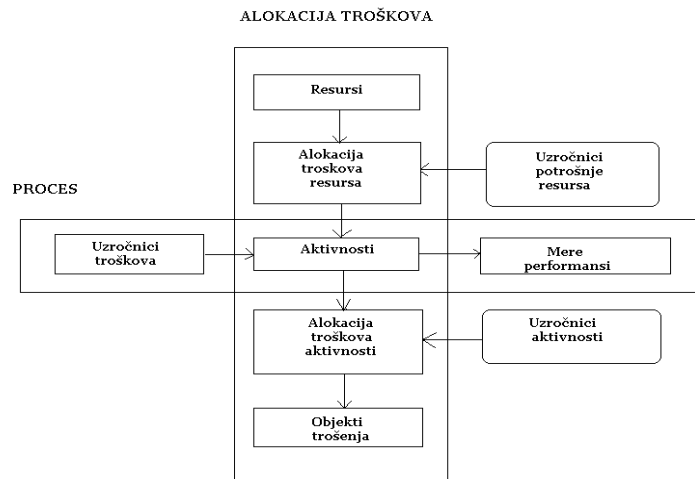 ALOKACIJA TROŠKOVA
Resursi
Alokacija
troskova
resursa
Uzročnici
potrošnje
resursa
PROCES
Uzročnici
troškova
Aktivnosti
Mere
performansi
Alokacija
troškova
aktivnosti
Uzročnici
aktivnosti
Objekti
trošenja